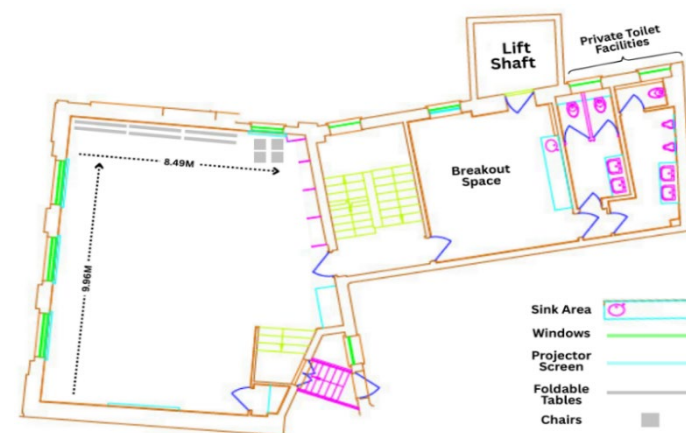 Private Toilet
Facilities
Lift
Shaft
8.49M
Breakout
Space
9.96M
Sink Area
Windows
Projector
Screen
Foldable
Tables
Chairs